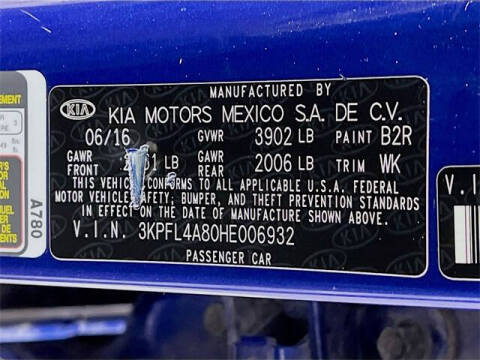 MANUFACTURED BY
KIA KIA MOTORS MEXICO S.A. DE C.V.
06/16 GVWR 3902 LB PAINT B2R
GAWR FRONT LB GAWR REAR 2006 LB TRIM WK
THIS VEHICLE CONFORMS TO ALL APPLICABLE U.S.A. FEDERAL
MOTOR VEHICLE SAFETY, BUMPER, AND THEFT PREVENTION STANDARDS
IN EFFECT ON THE DATE OF MANUFACTURE SHOWN ABOVE.
V.I.N. 3KPFL4A80HE006932
PASSENGER CAR
A780
V.I.